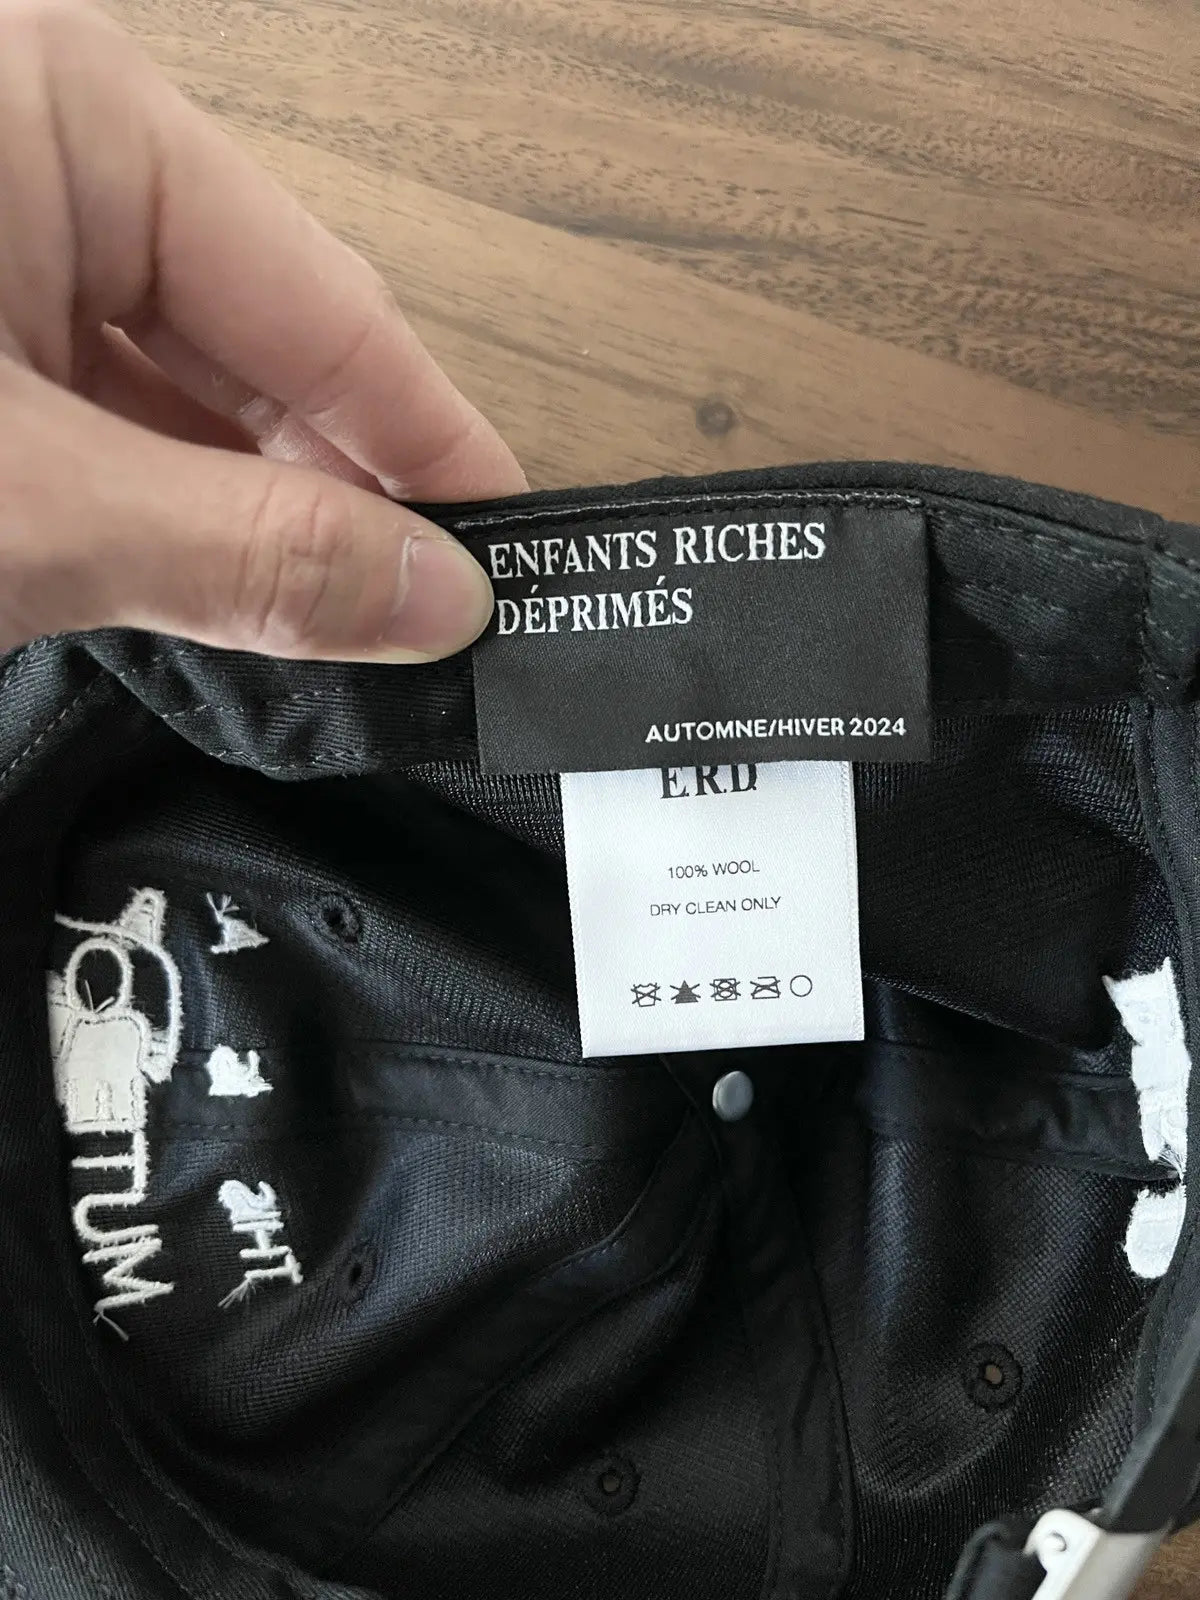 ENFANTS RICHES
DÉPRIMÉS
AUTOMNE/HIVER 2024
E.R.D
100% WOOL
DRY CLEAN ONLY